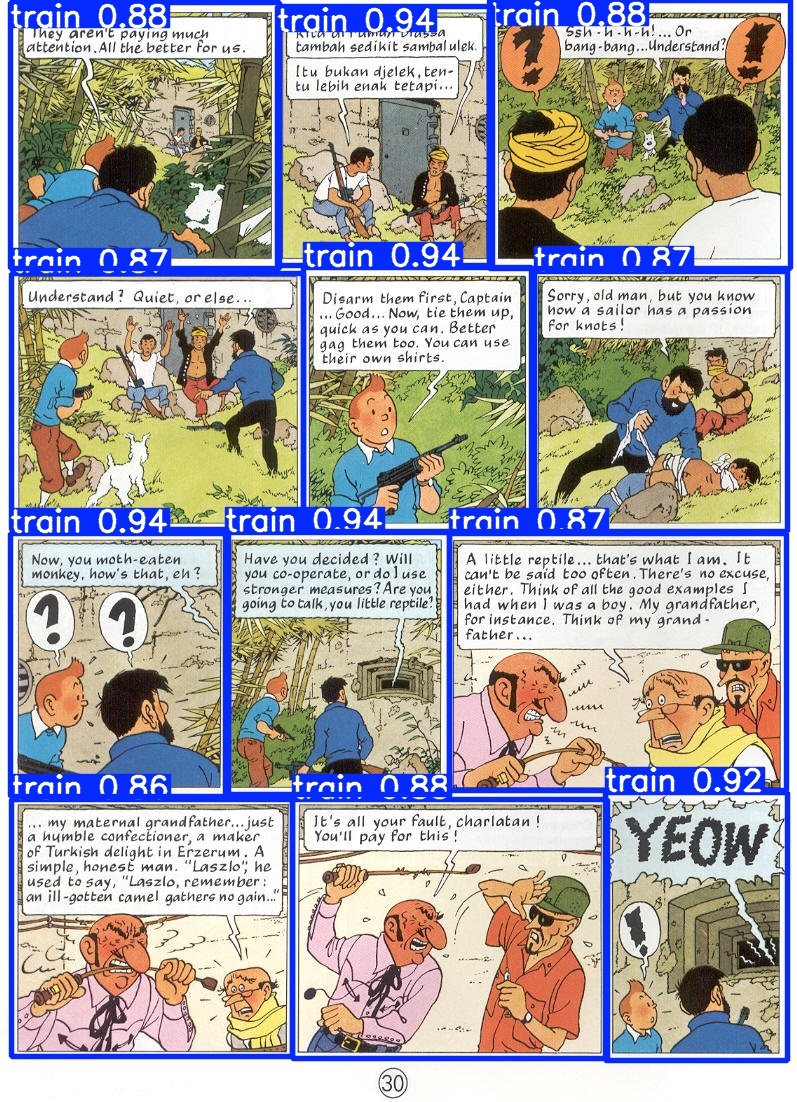 train 0.88
They aren't paying much
attention. All the better for us.
train 0.94
tambah sedikit sambal ulek.
Itu bukan djelek, ten-
tu lebih enak tetapi...
train 0.88
?
Ssh-h-h-h!... Or
bang-bang... Understand?
!
train 0.87
Understand? Quiet, or else...
train 0.94
Disarm them first, Captain
...Good... Now, tie them up,
quick as you can. Better
gag them too. You can use
their own shirts.
train 0.87
Sorry, old man, but you know
how a sailor has a passion
for knots!
train 0.94
Now, you moth-eaten
monkey, how's that, eh?
? ?
train 0.94
Have you decided? Will
you co-operate, or do I use
stronger measures? Are you
going to talk, you little reptile?
train 0.87
A little reptile... that's what I am. It
can't be said too often. There's no excuse,
either. Think of all the good examples I
had when I was a boy. My grandfather,
for instance. Think of my grand-
father...
train 0.86
... my maternal grandfather...just
a humble confectioner, a maker
of Turkish delight in Erzerum. A
simple, honest man. "Laszlo", he
used to say, "Laszlo, remember:
an ill-gotten camel gathers no gain..."
train 0.88
It's all your fault, charlatan!
You'll pay for this!
train 0.92
YEOW
!
30